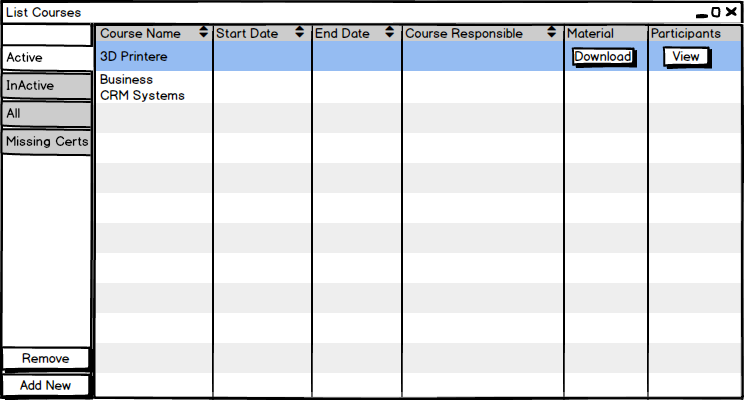 List Courses
Course Name Start Date End Date Course Responsible Material Participants
Active
3D Printere Download View
InActive
Business
CRM Systems
All
Missing Certs
Remove
Add New